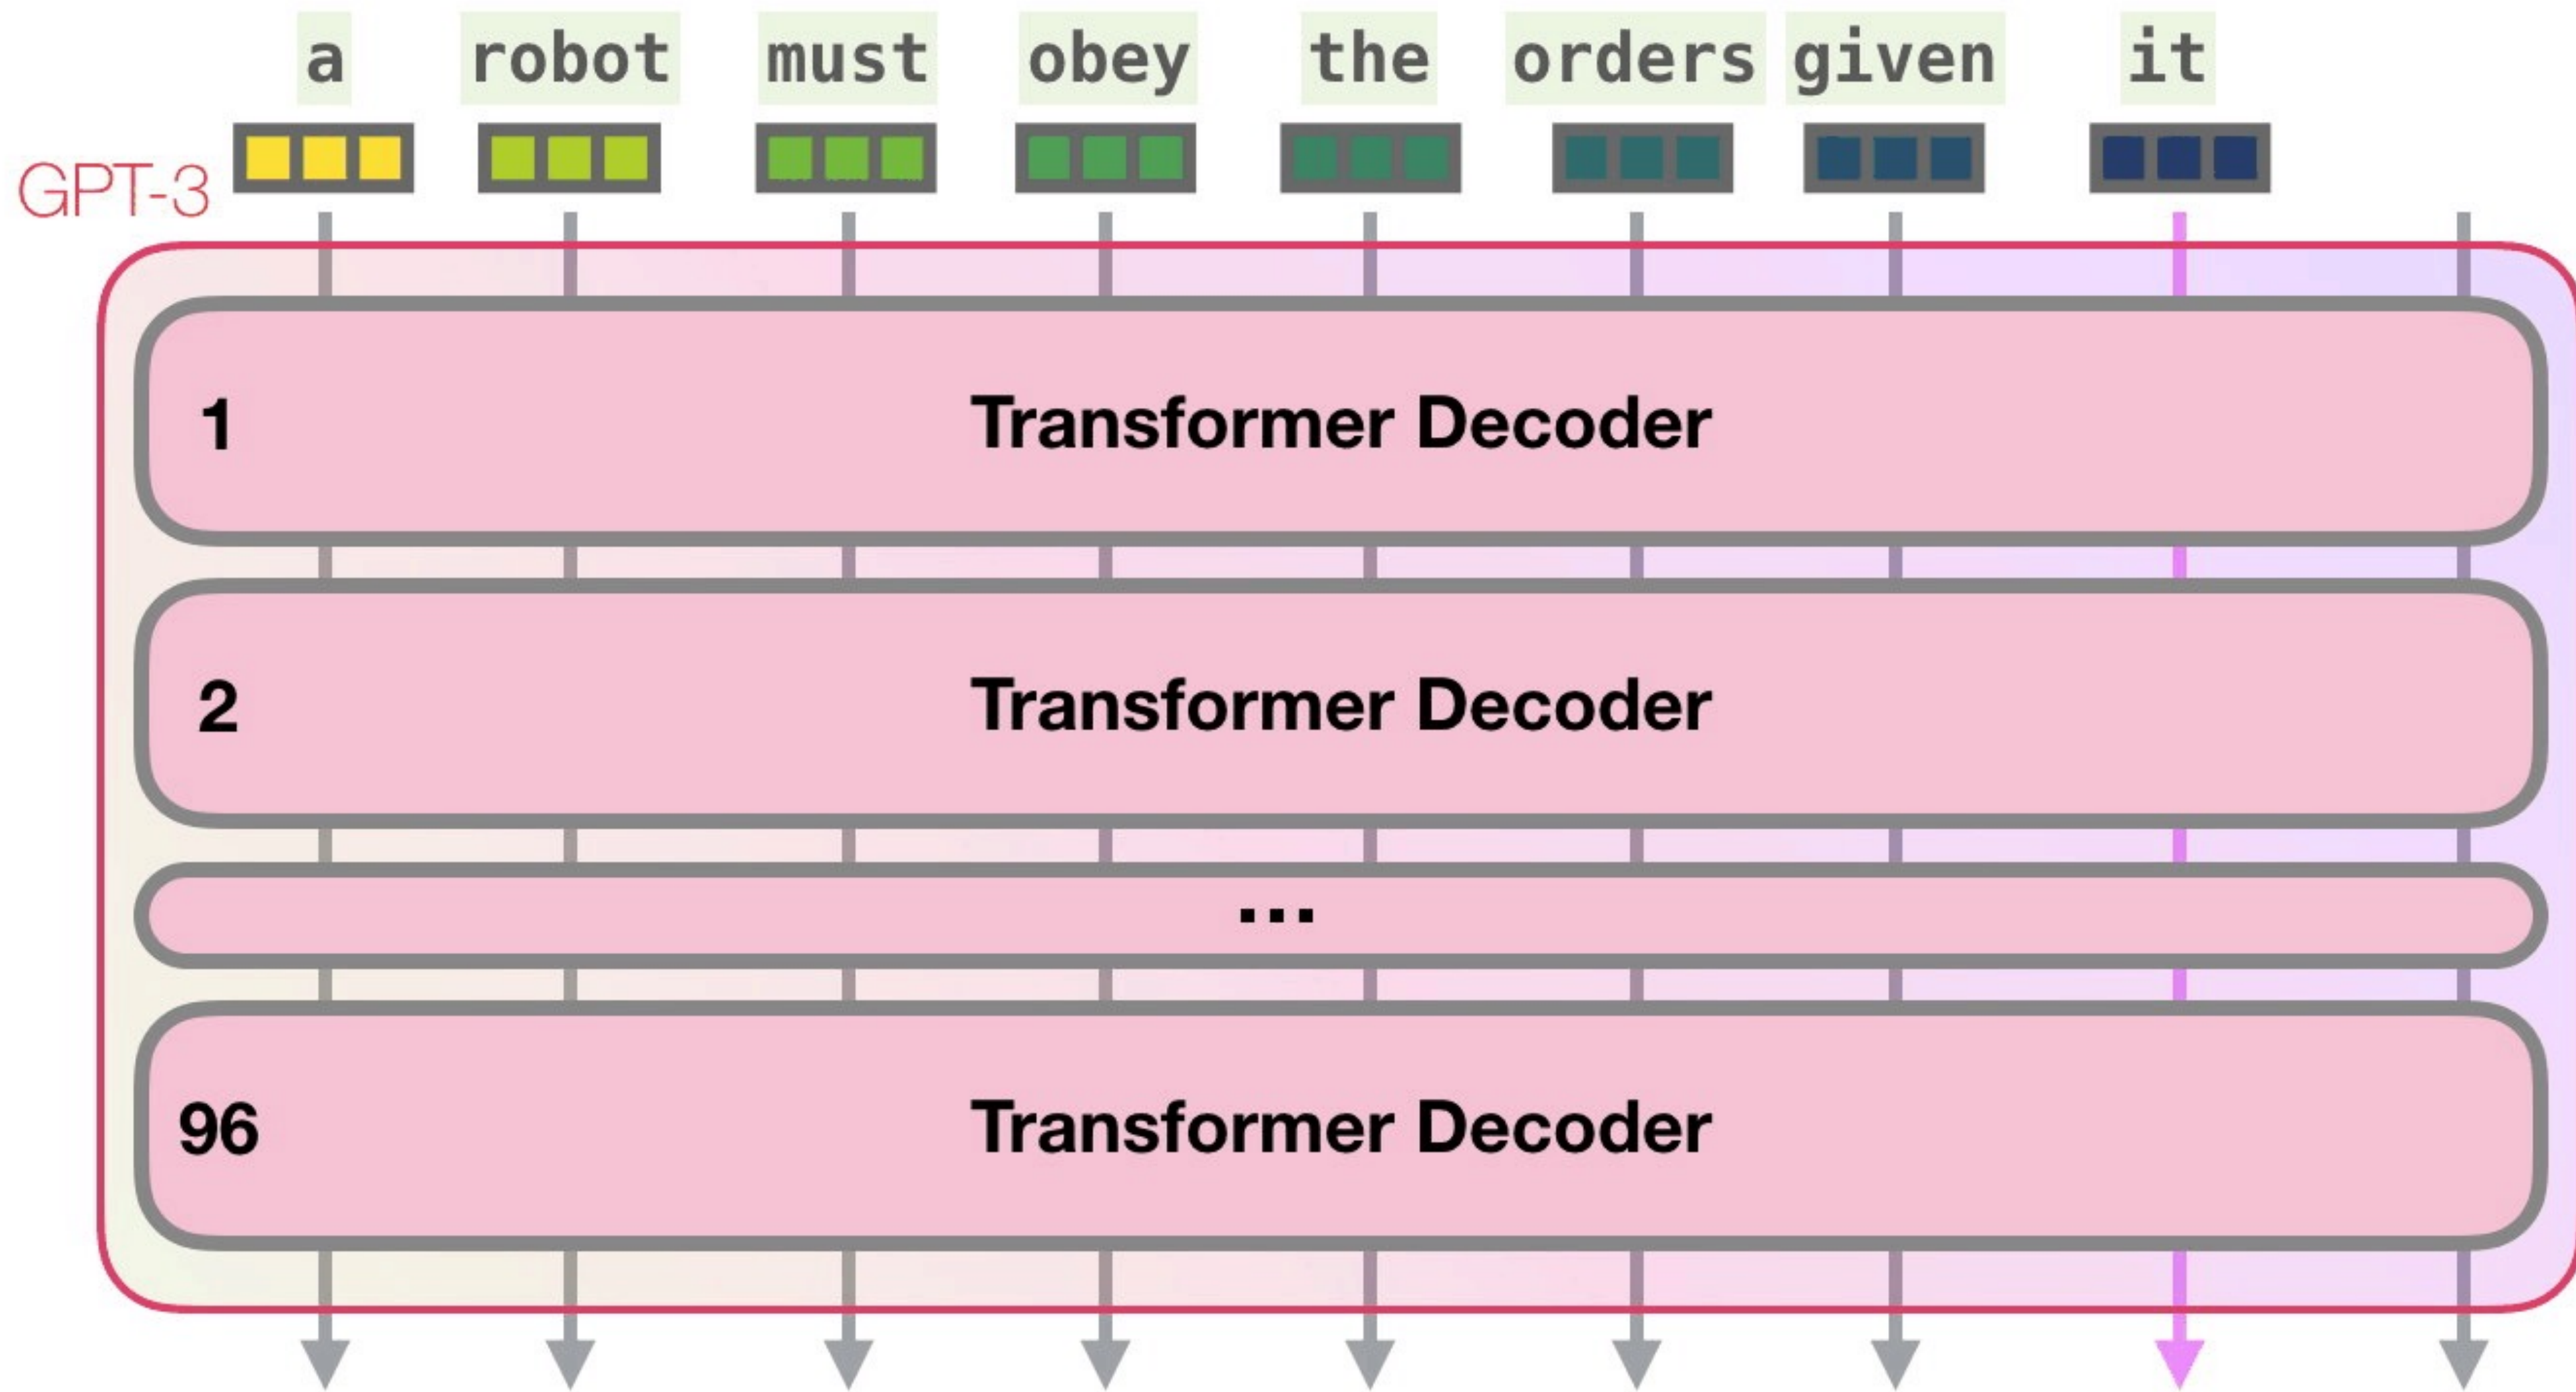 a robot must obey the orders given it
GPT-3
1 Transformer Decoder
2 Transformer Decoder
...
96 Transformer Decoder